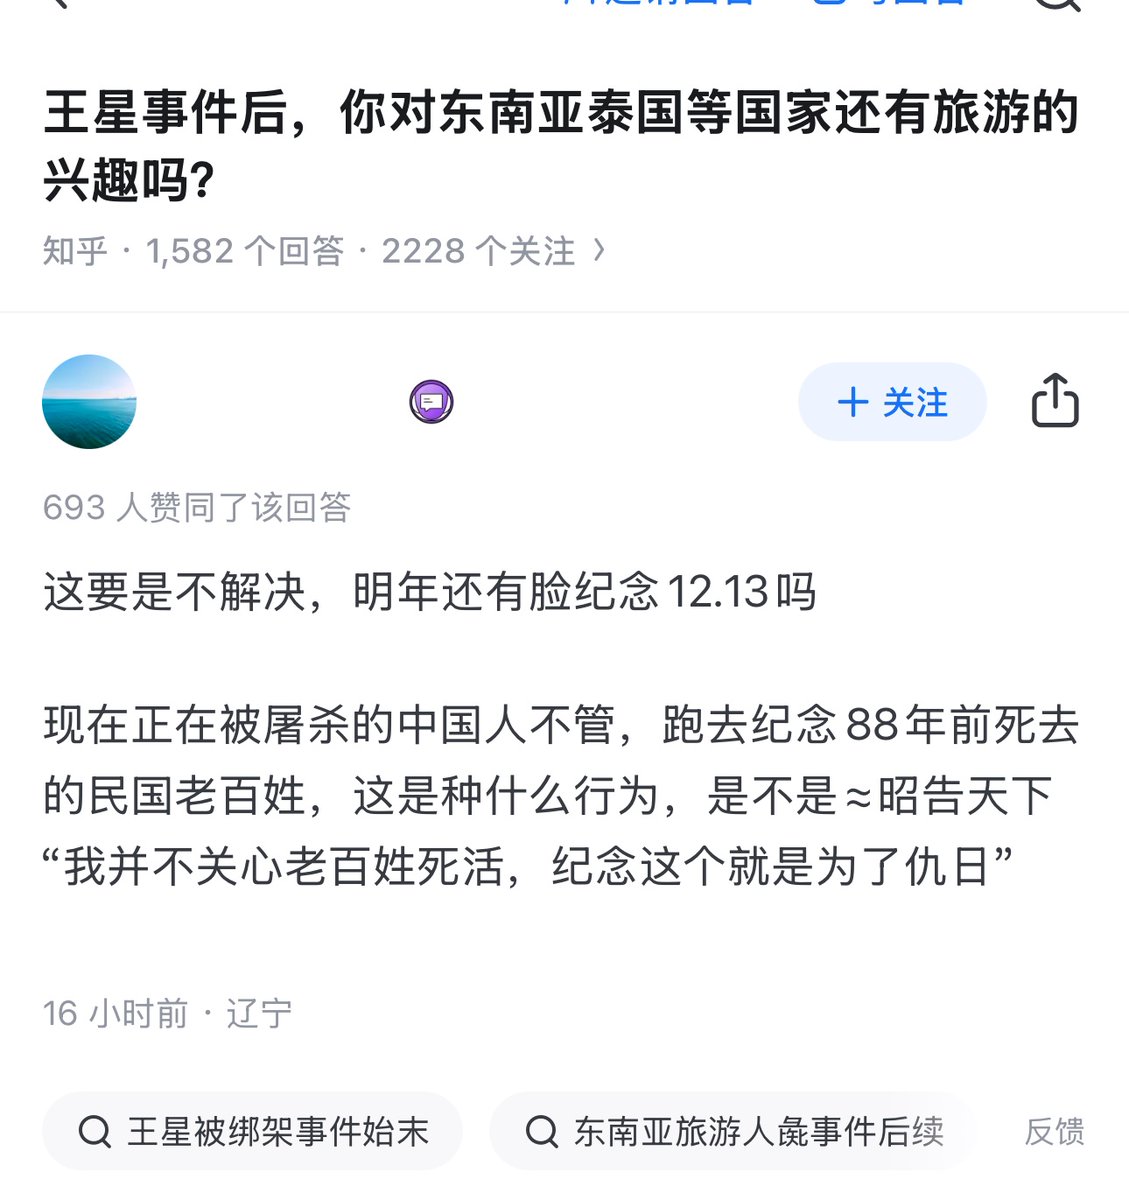 王星事件后，你对东南亚泰国等国家还有旅游的
兴趣吗？
知乎 · 1,582 个回答 · 2228 个关注 >
+ 关注
693 人赞同了该回答
这要是不解决，明年还有脸纪念12.13吗
现在正在被屠杀的中国人不管，跑去纪念88年前死去
的民国老百姓，这是种什么行为，是不是≈昭告天下
“我并不关心老百姓死活，纪念这个就是为了仇日”
16 小时前 · 辽宁
王星被绑架事件始末
东南亚旅游人彘事件后续
反馈